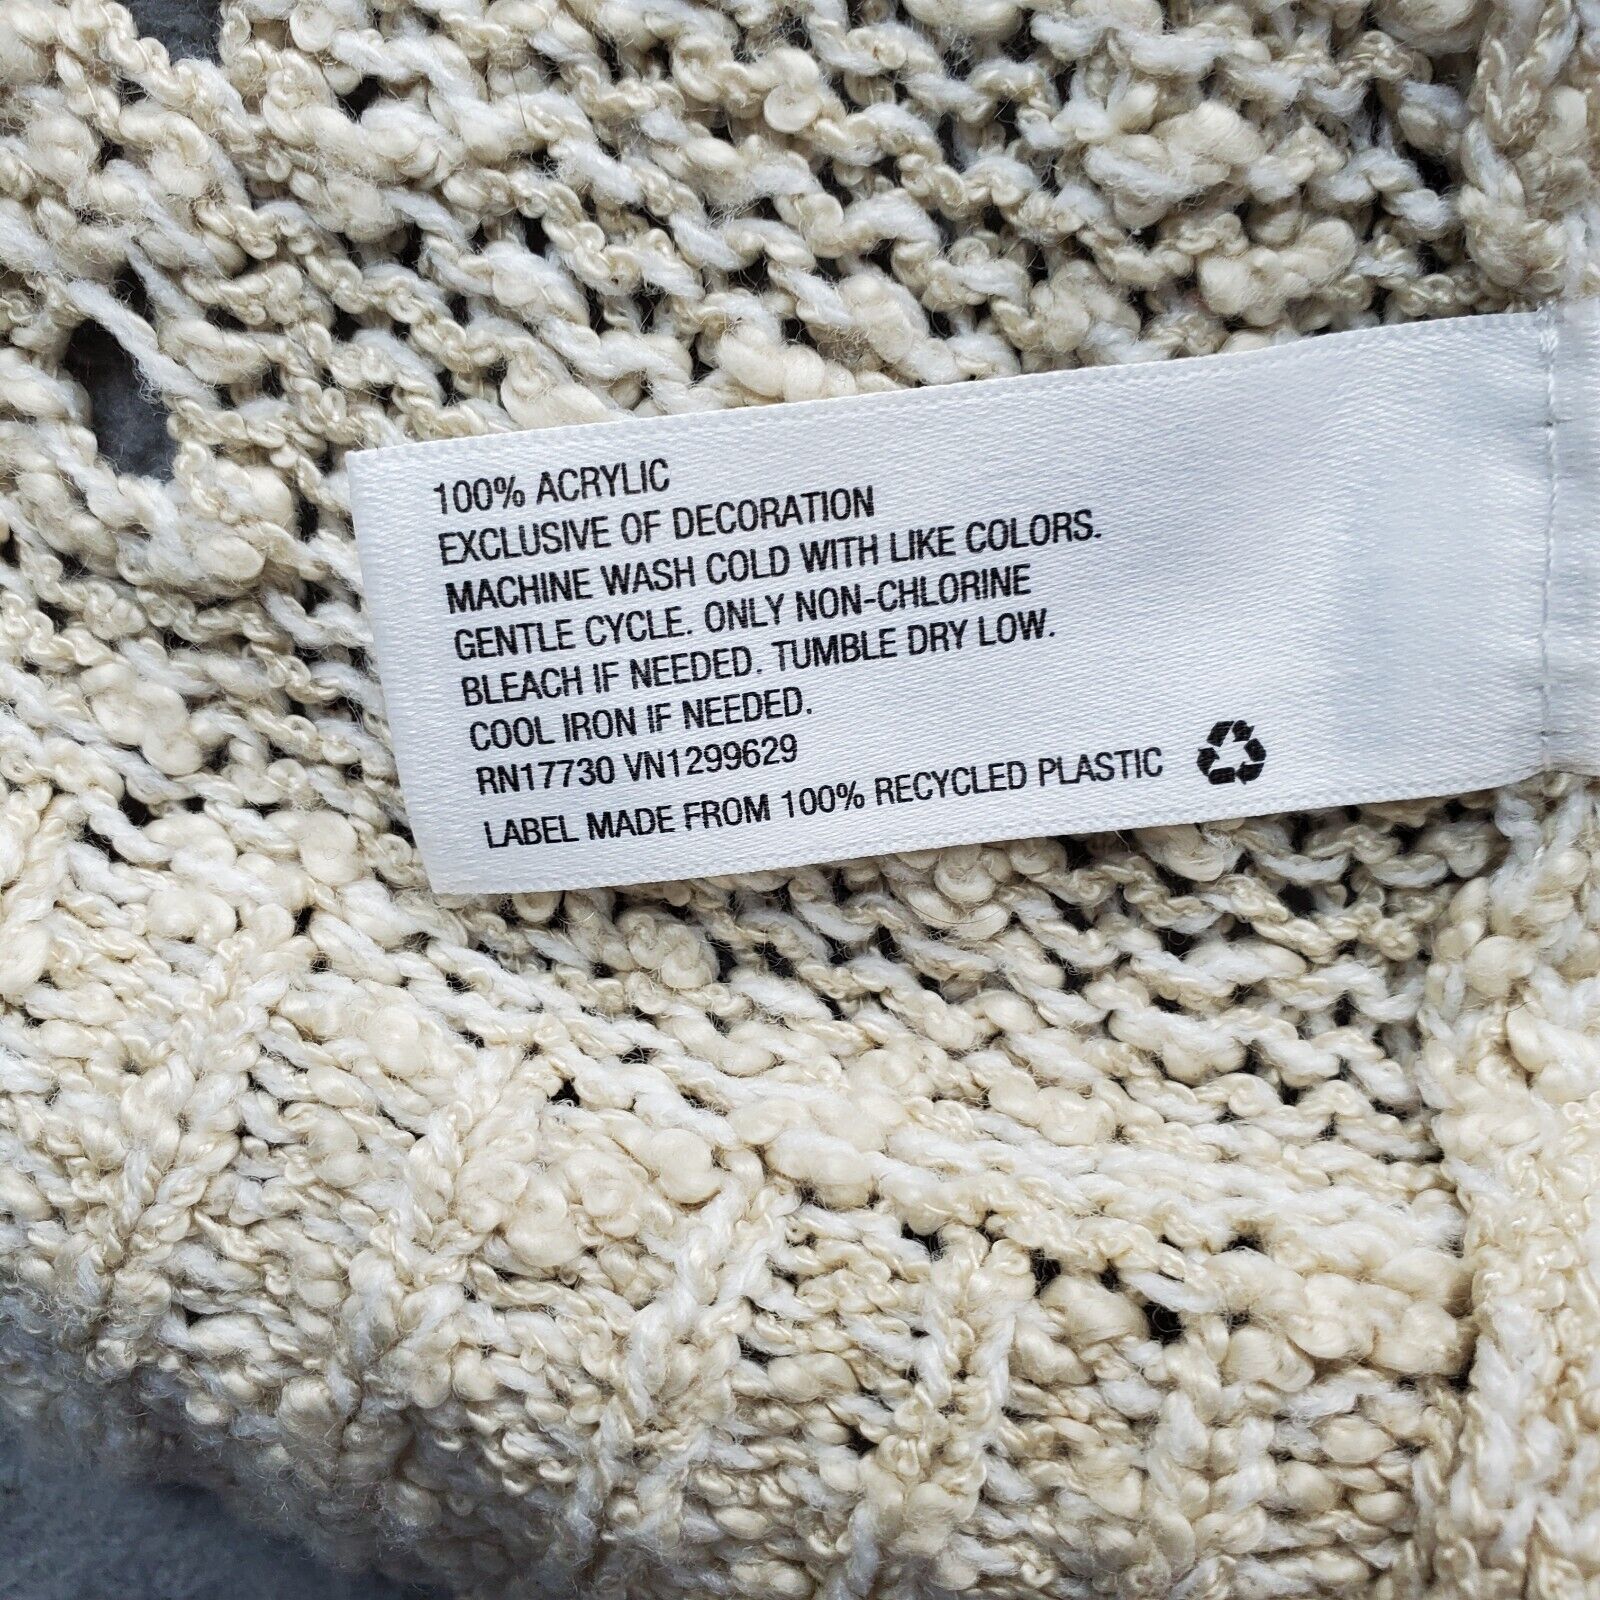 100% ACRYLIC
EXCLUSIVE OF DECORATION
MACHINE WASH COLD WITH LIKE COLORS.
GENTLE CYCLE. ONLY NON-CHLORINE
BLEACH IF NEEDED. TUMBLE DRY LOW.
COOL IRON IF NEEDED.
RN17730 VN1299629
LABEL MADE FROM 100% RECYCLED PLASTIC